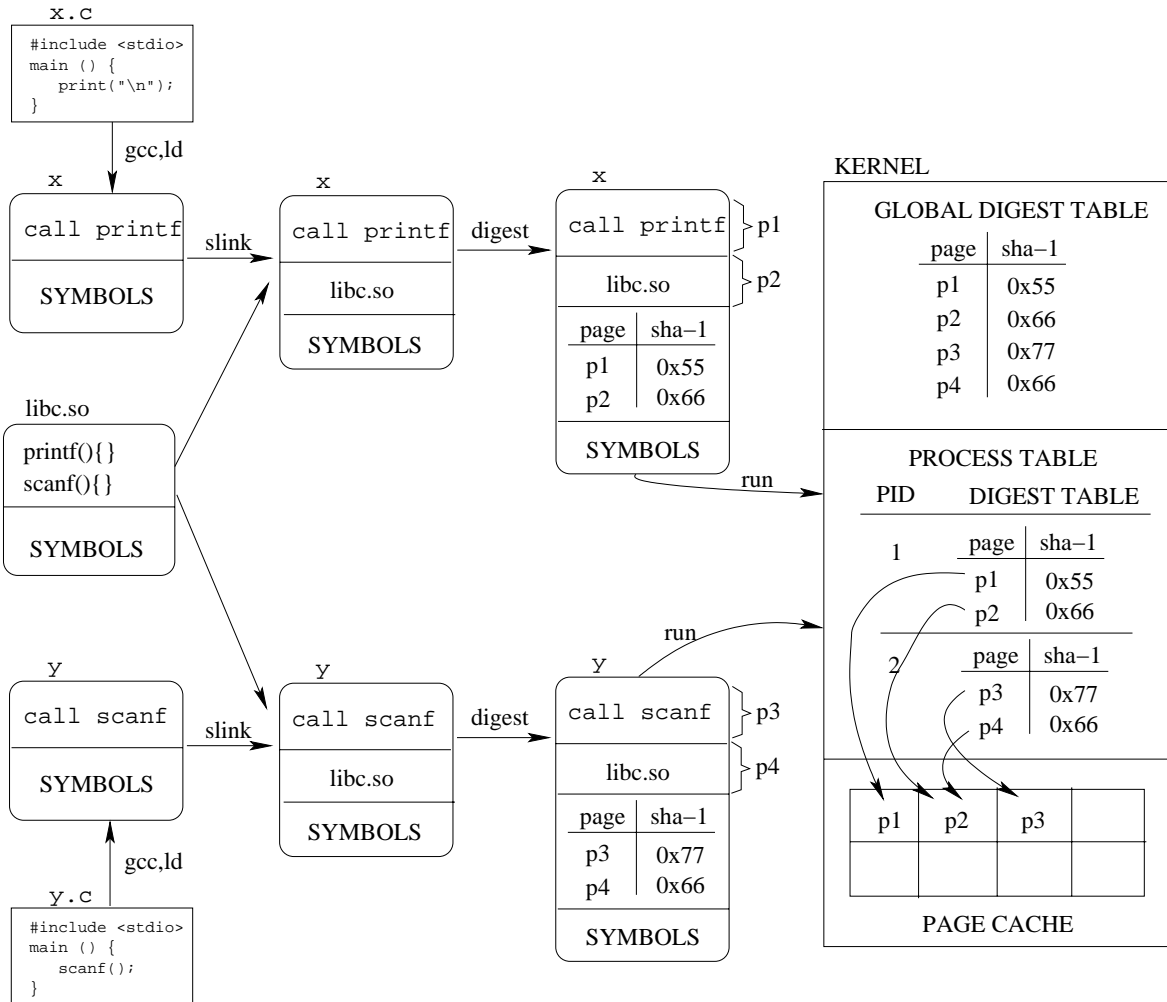 x.c
#include <stdio>
main () {
print("\n");
}
gcc,ld
x
call printf
SYMBOLS
slink
x
call printf
libc.so
SYMBOLS
digest
x
call printf
libc.so
page sha−1
p1 0x55
p2 0x66
SYMBOLS
p1
p2
run
libc.so
printf(){}
scanf(){}
SYMBOLS
y
call scanf
SYMBOLS
gcc,ld
y.c
#include <stdio>
main () {
scanf();
}
slink
y
call scanf
libc.so
SYMBOLS
digest
y
call scanf
libc.so
page sha−1
p3 0x77
p4 0x66
SYMBOLS
p3
p4
run
KERNEL
GLOBAL DIGEST TABLE
page sha−1
p1 0x55
p2 0x66
p3 0x77
p4 0x66
PROCESS TABLE
PID DIGEST TABLE
1
page sha−1
p1 0x55
p2 0x66
2
page sha−1
p3 0x77
p4 0x66
p1 p2 p3
PAGE CACHE